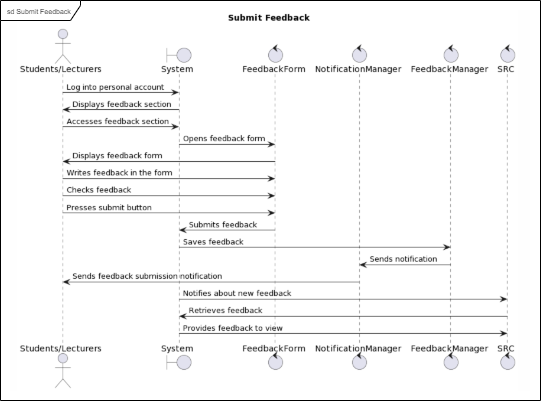 sd Submit Feedback
Submit Feedback
Students/Lecturers System FeedbackForm NotificationManager FeedbackManager SRC
Log into personal account
Displays feedback section
Accesses feedback section
Opens feedback form
Displays feedback form
Writes feedback in the form
Checks feedback
Presses submit button
Submits feedback
Saves feedback
Sends notification
Sends feedback submission notification
Notifies about new feedback
Retrieves feedback
Provides feedback to view
Students/Lecturers System FeedbackForm NotificationManager FeedbackManager SRC